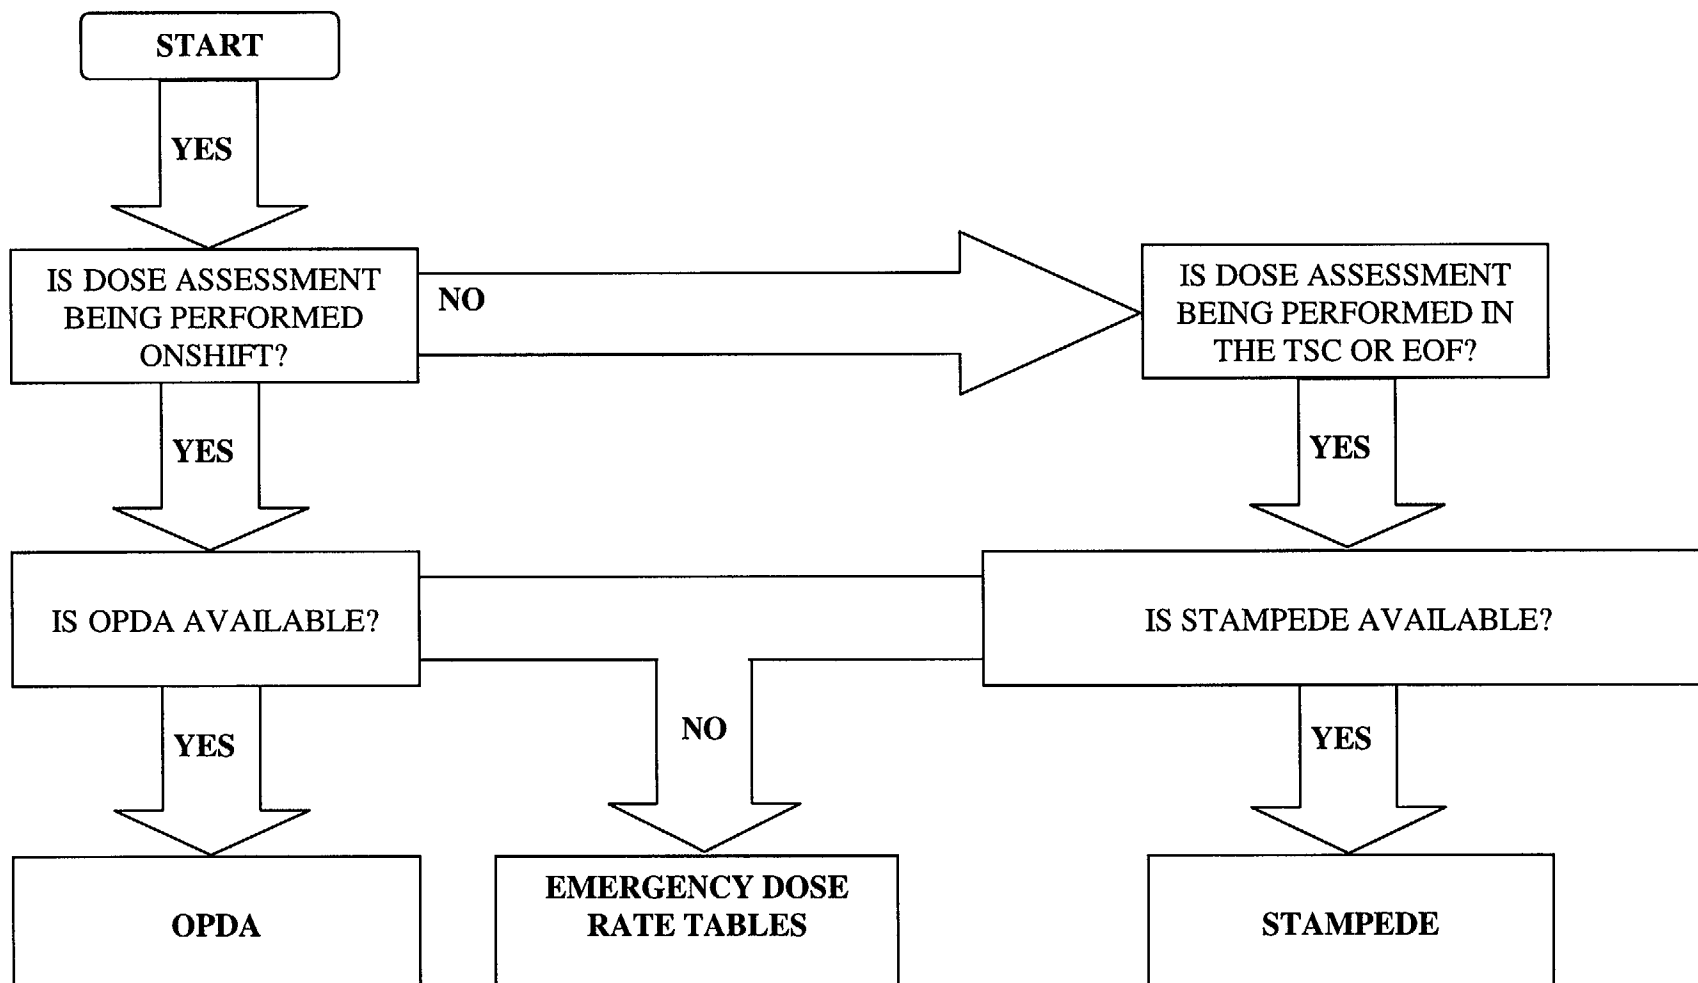 START
YES
IS DOSE ASSESSMENT
BEING PERFORMED
ONSHIFT?
NO
IS DOSE ASSESSMENT
BEING PERFORMED IN
THE TSC OR EOF?
YES
YES
IS OPDA AVAILABLE?
IS STAMPEDE AVAILABLE?
YES
NO
YES
OPDA
EMERGENCY DOSE
RATE TABLES
STAMPEDE